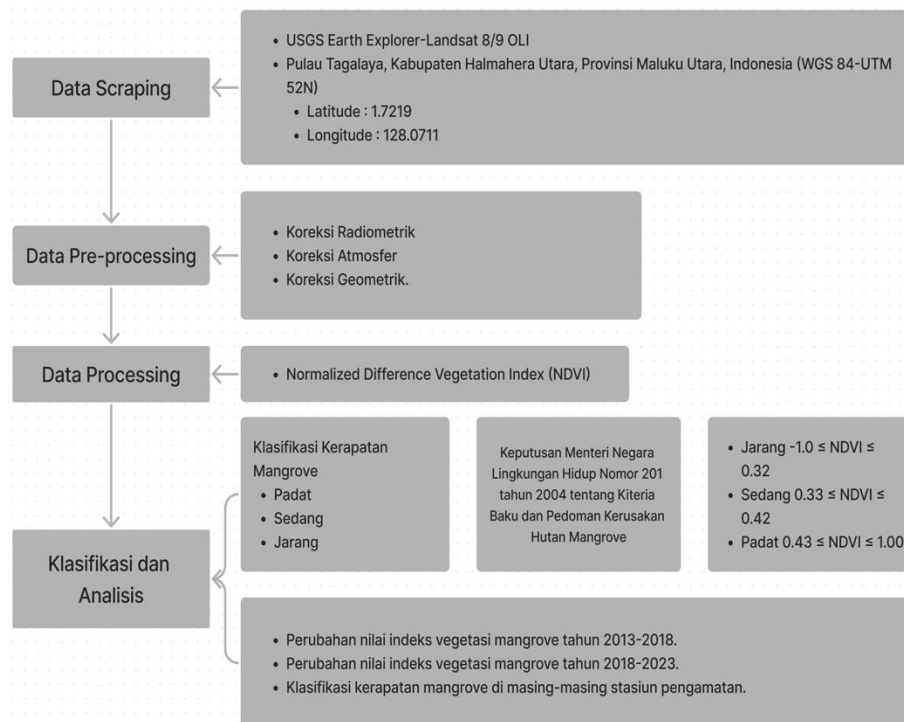 Data Scraping
• USGS Earth Explorer-Landsat 8/9 OLI
• Pulau Tagalaya, Kabupaten Halmahera Utara, Provinsi Maluku Utara, Indonesia (WGS 84-UTM
52N)
• Latitude : 1.7219
• Longitude : 128.0711
Data Pre-processing
• Koreksi Radiometrik
• Koreksi Atmosfer
• Koreksi Geometrik.
Data Processing
• Normalized Difference Vegetation Index (NDVI)
Klasifikasi dan
Analisis
Klasifikasi Kerapatan
Mangrove
• Padat
• Sedang
• Jarang
Keputusan Menteri Negara
Lingkungan Hidup Nomor 201
tahun 2004 tentang Kiteria
Baku dan Pedoman Kerusakan
Hutan Mangrove
• Jarang -1.0 ≤ NDVI ≤
0.32
• Sedang 0.33 ≤ NDVI ≤
0.42
• Padat 0.43 ≤ NDVI ≤ 1.00
• Perubahan nilai indeks vegetasi mangrove tahun 2013-2018.
• Perubahan nilai indeks vegetasi mangrove tahun 2018-2023.
• Klasifikasi kerapatan mangrove di masing-masing stasiun pengamatan.